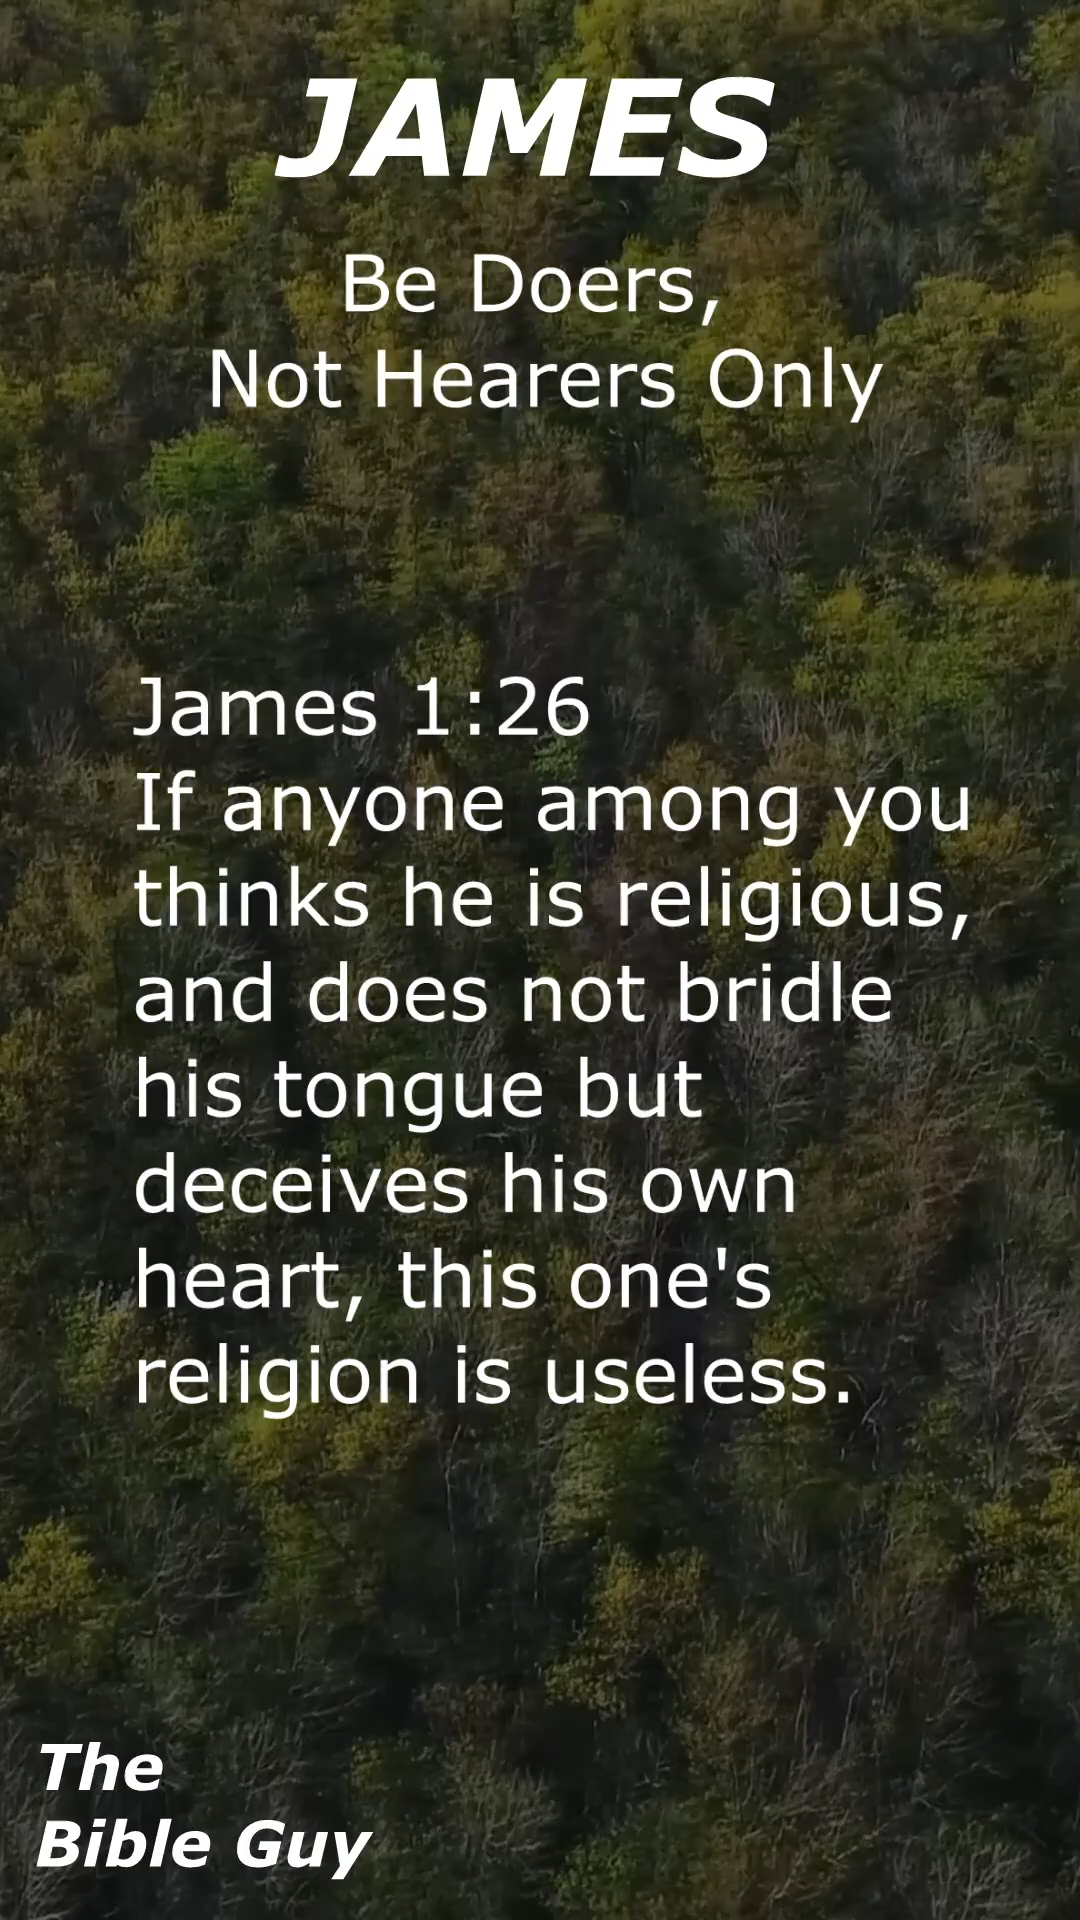 JAMES
Be Doers,
Not Hearers Only
James 1:26
If anyone among you
thinks he is religious,
and does not bridle
his tongue but
deceives his own
heart, this one's
religion is useless.
The
Bible Guy